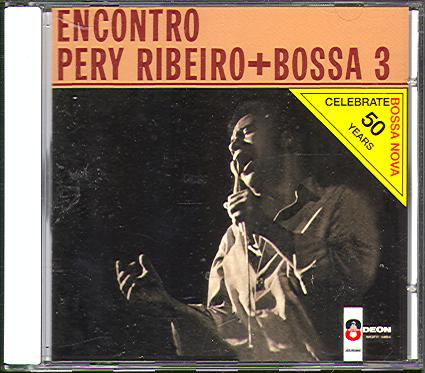 ENCONTRO
PERY RIBEIRO+BOSSA 3
CELEBRATE
50
YEARS
BOSSA NOVA
ODEON